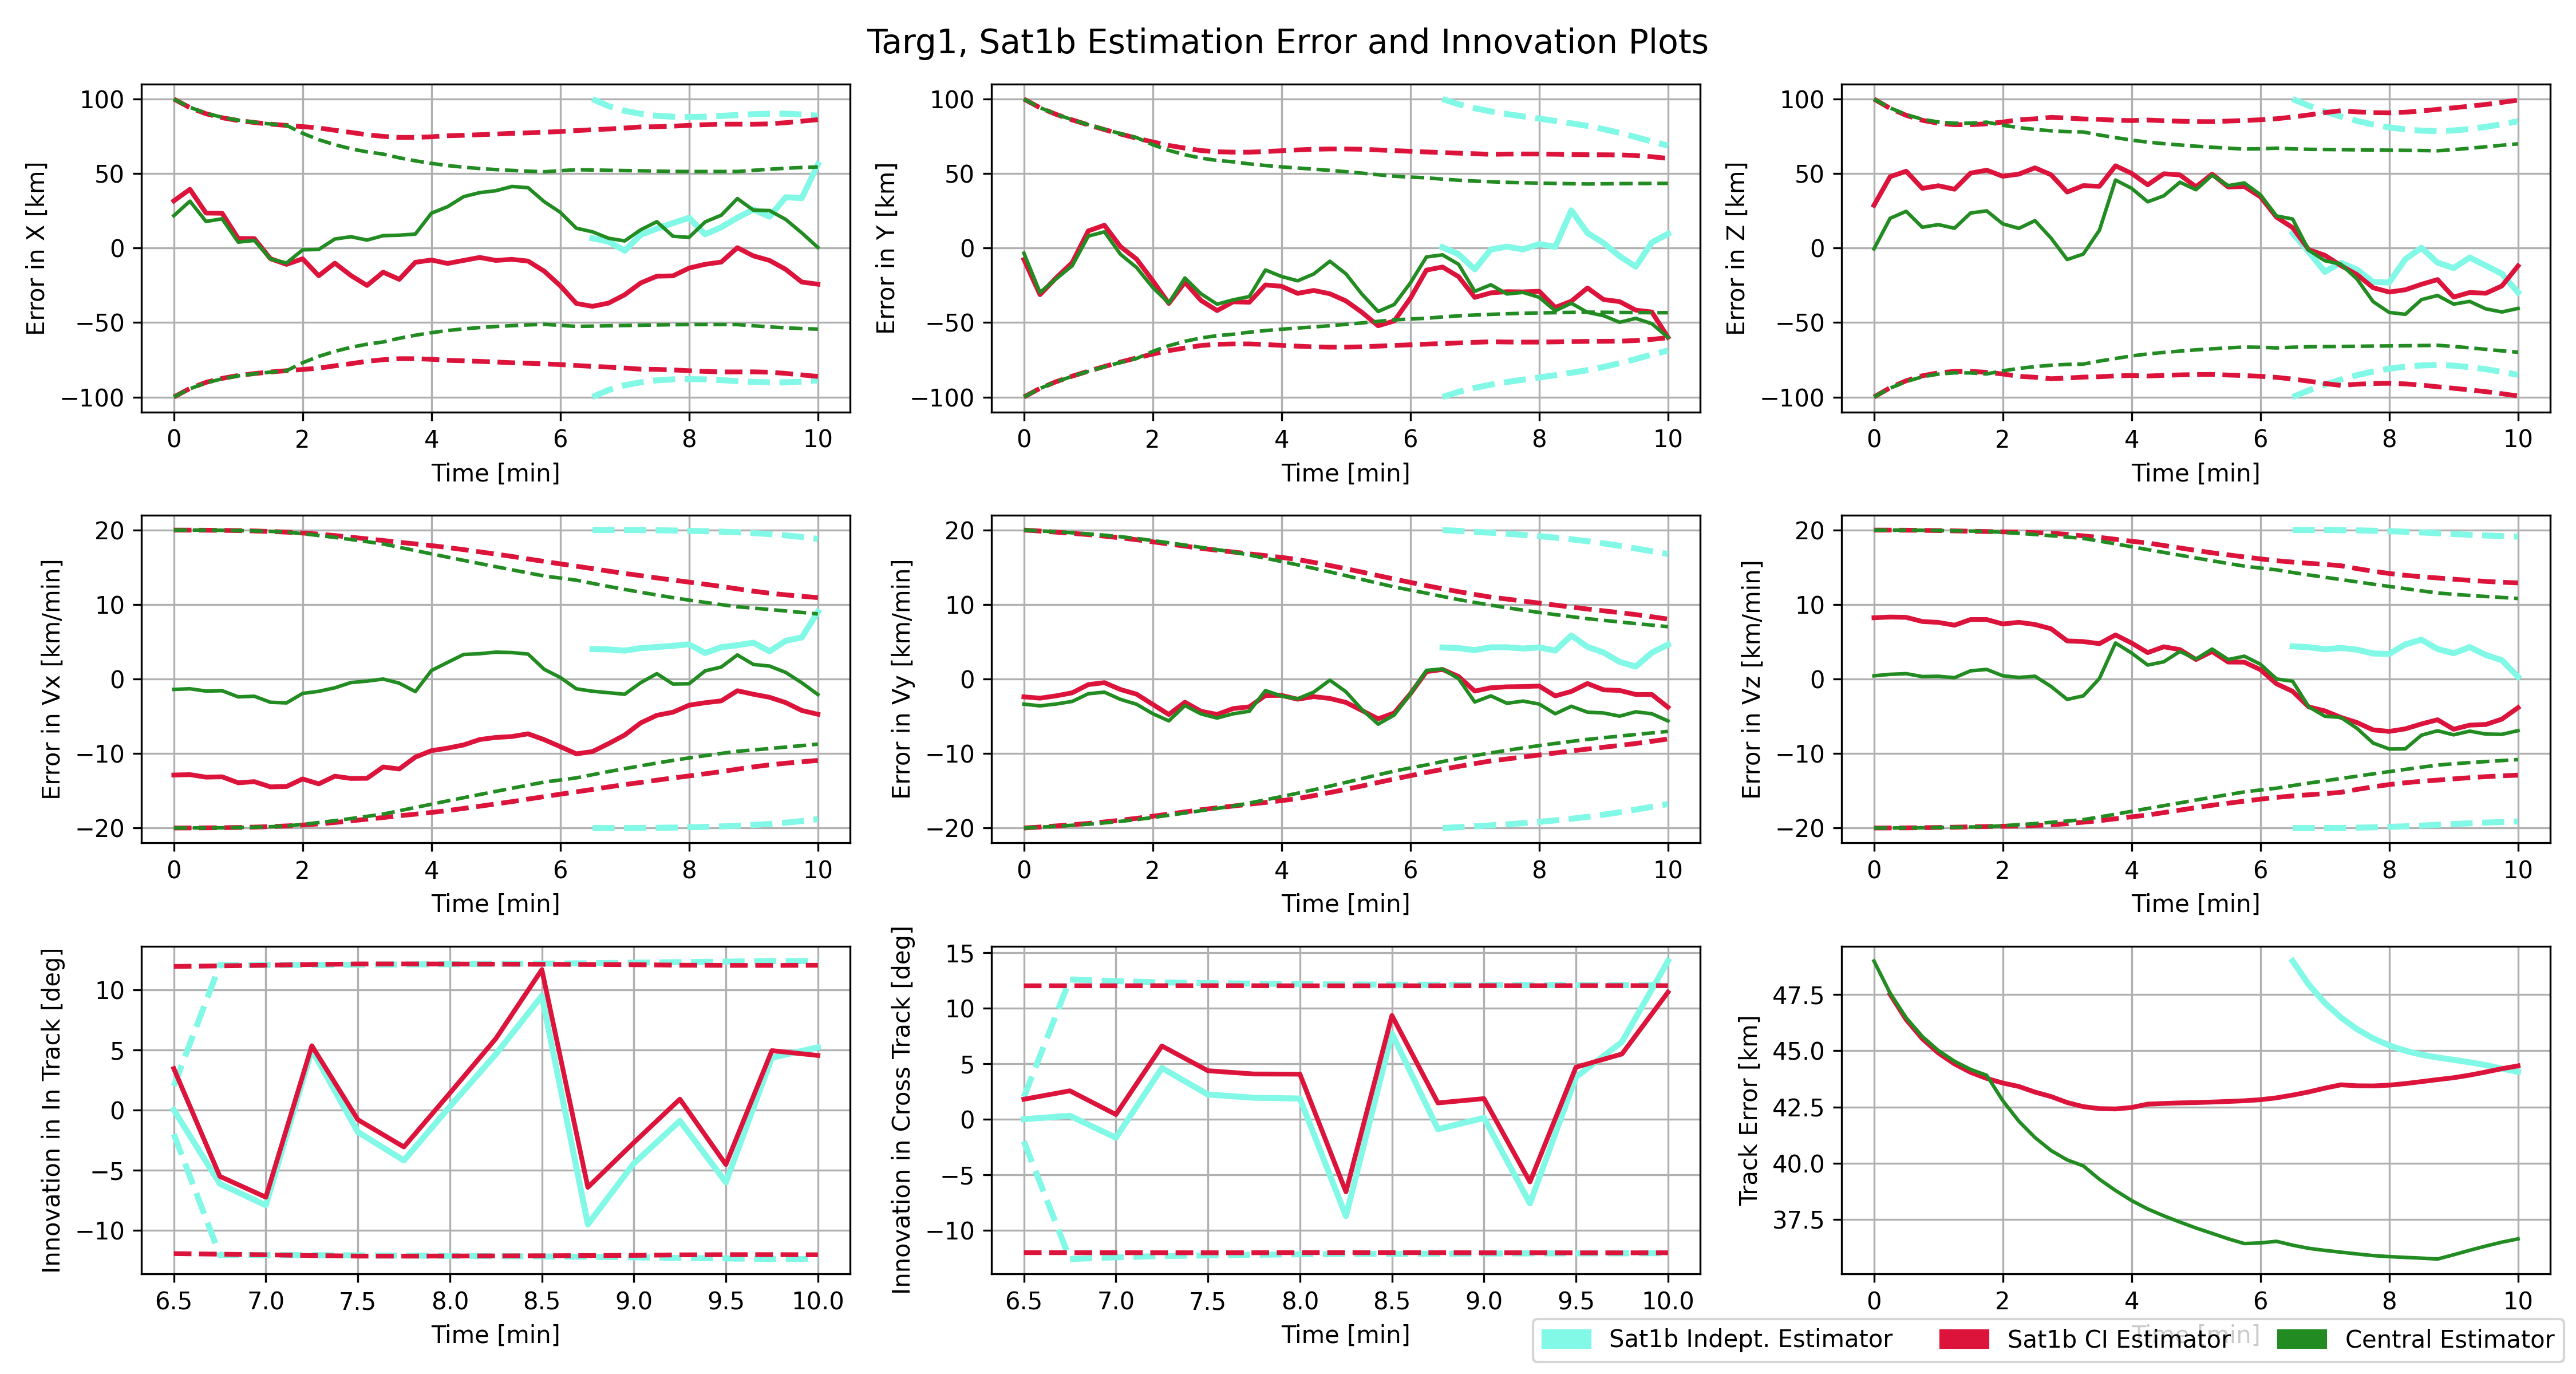 Targ1, Sat1b Estimation Error and Innovation Plots
Error in X [km]
100
50
0
−50
−100
0 2 4 6 8 10
Time [min]
Error in Y [km]
100
50
0
−50
−100
0 2 4 6 8 10
Time [min]
Error in Z [km]
100
50
0
−50
−100
0 2 4 6 8 10
Time [min]
Error in Vx [km/min]
20
10
0
−10
−20
0 2 4 6 8 10
Time [min]
Error in Vy [km/min]
20
10
0
−10
−20
0 2 4 6 8 10
Time [min]
Error in Vz [km/min]
20
10
0
−10
−20
0 2 4 6 8 10
Time [min]
Innovation in In Track [deg]
10
5
0
−5
−10
6.5 7.0 7.5 8.0 8.5 9.0 9.5 10.0
Time [min]
Innovation in Cross Track [deg]
15
10
5
0
−5
−10
6.5 7.0 7.5 8.0 8.5 9.0 9.5 10.0
Time [min]
Track Error [km]
47.5
45.0
42.5
40.0
37.5
0 2 4 6 8 10
Time [min]
Sat1b Indept. Estimator
Sat1b CI Estimator
Central Estimator